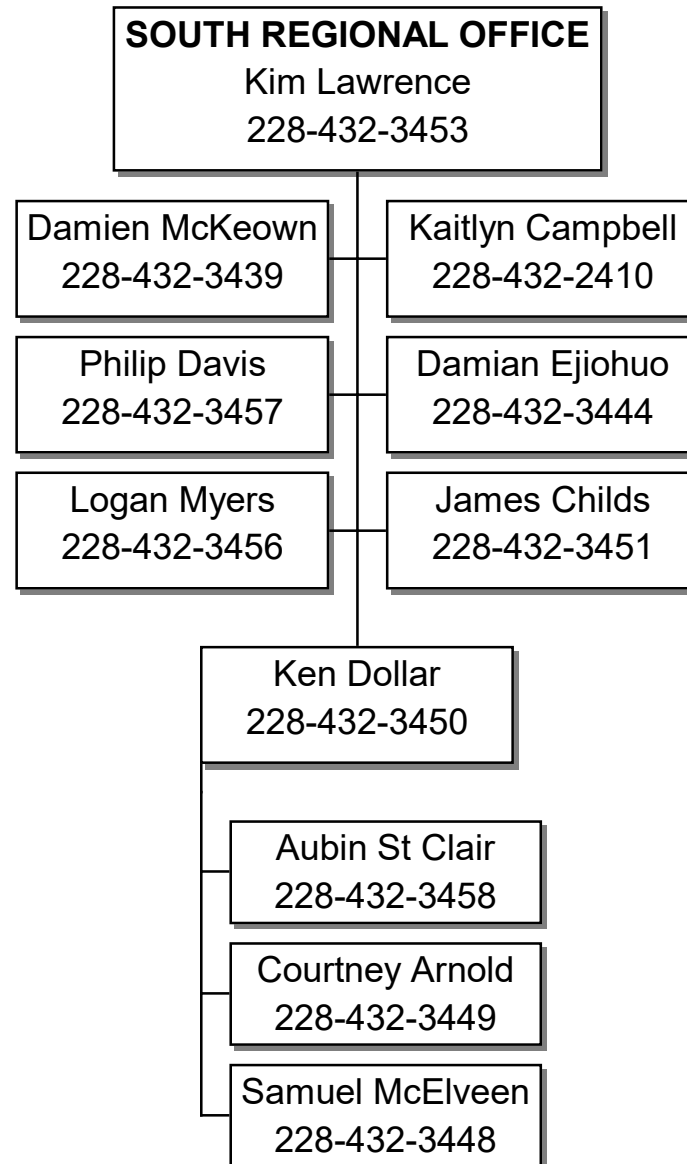 SOUTH REGIONAL OFFICE
Kim Lawrence
228-432-3453
Damien McKeown
228-432-3439
Kaitlyn Campbell
228-432-2410
Philip Davis
228-432-3457
Damian Ejiohuo
228-432-3444
Logan Myers
228-432-3456
James Childs
228-432-3451
Ken Dollar
228-432-3450
Aubin St Clair
228-432-3458
Courtney Arnold
228-432-3449
Samuel McElveen
228-432-3448